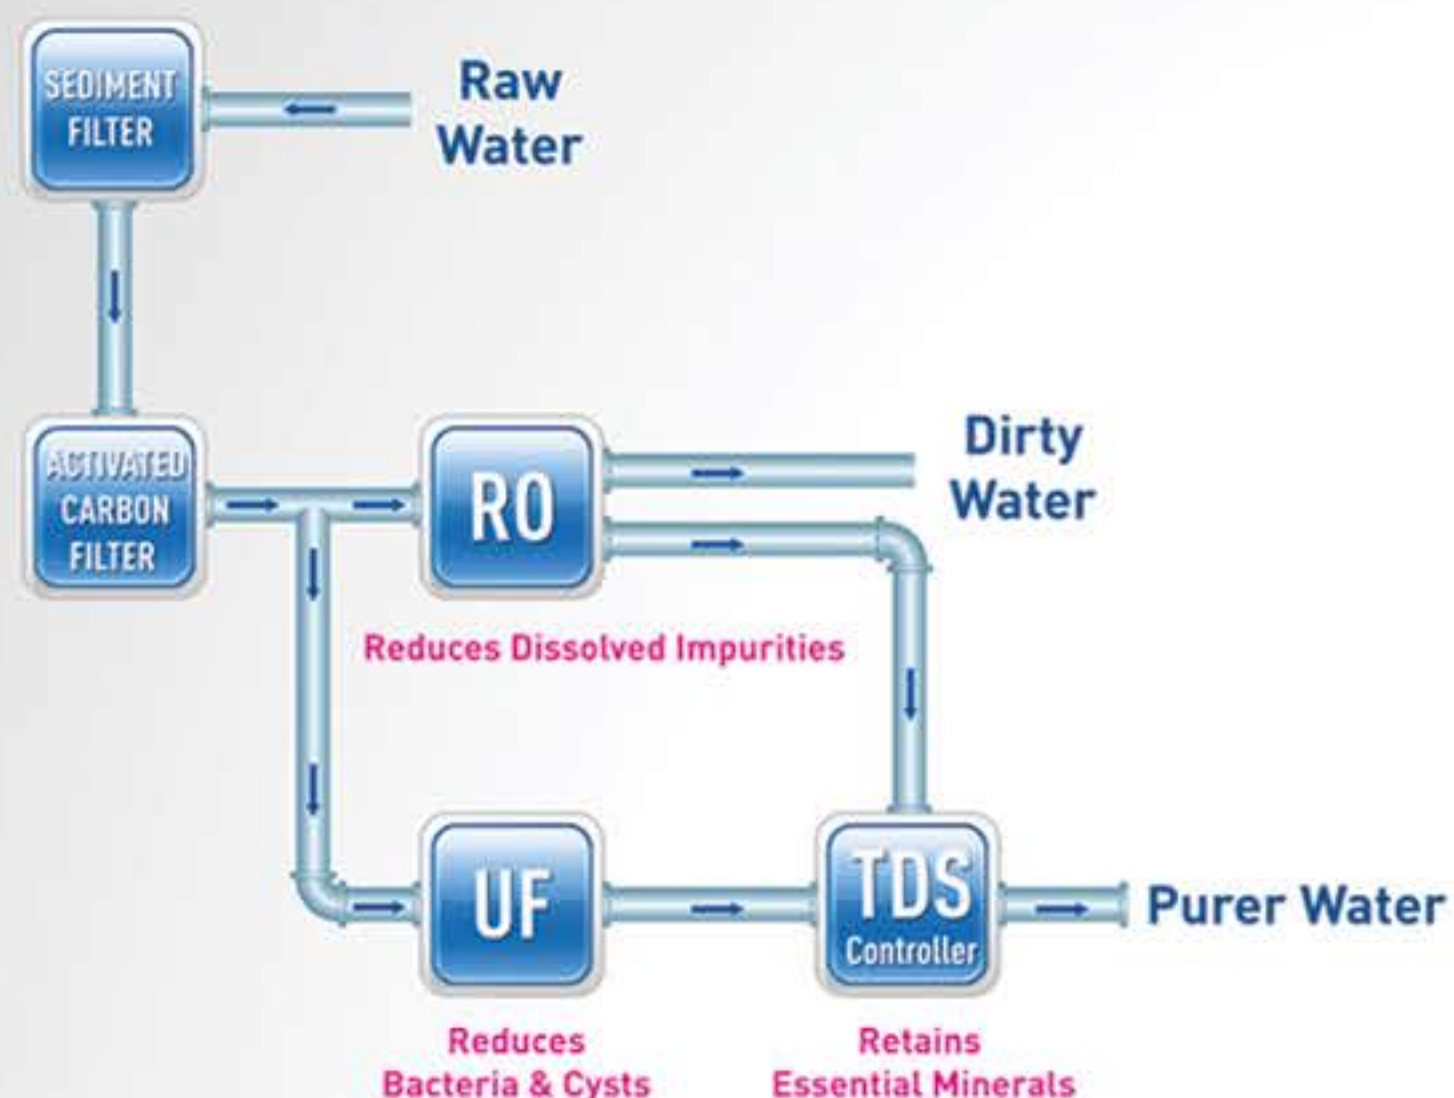 SEDIMENT
FILTER
Raw
Water
ACTIVATED
CARBON
FILTER
RO
Dirty
Water
Reduces Dissolved Impurities
UF
TDS
Controller
Purer Water
Reduces
Bacteria & Cysts
Retains
Essential Minerals